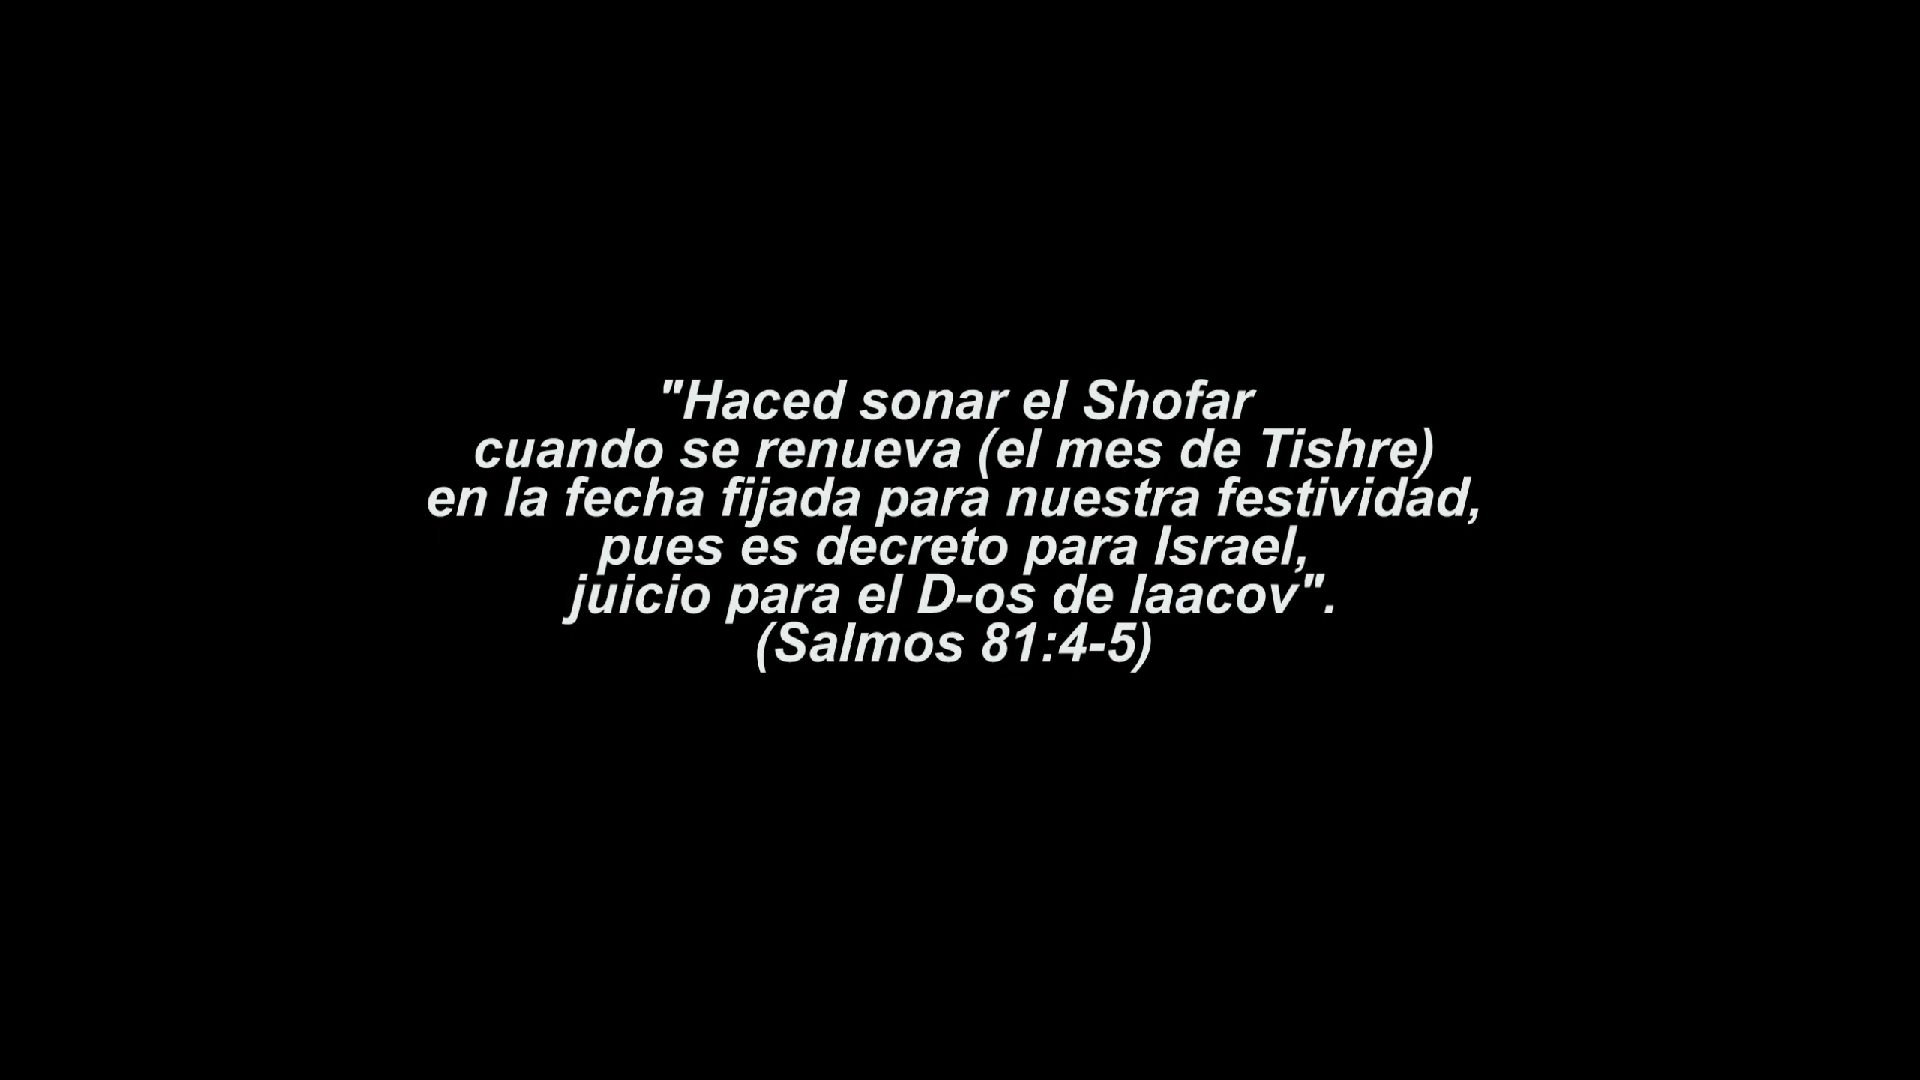 "Haced sonar el Shofar
cuando se renueva (el mes de Tishre)
en la fecha fijada para nuestra festividad,
pues es decreto para Israel,
juicio para el D-os de Iaacov".
(Salmos 81:4-5)